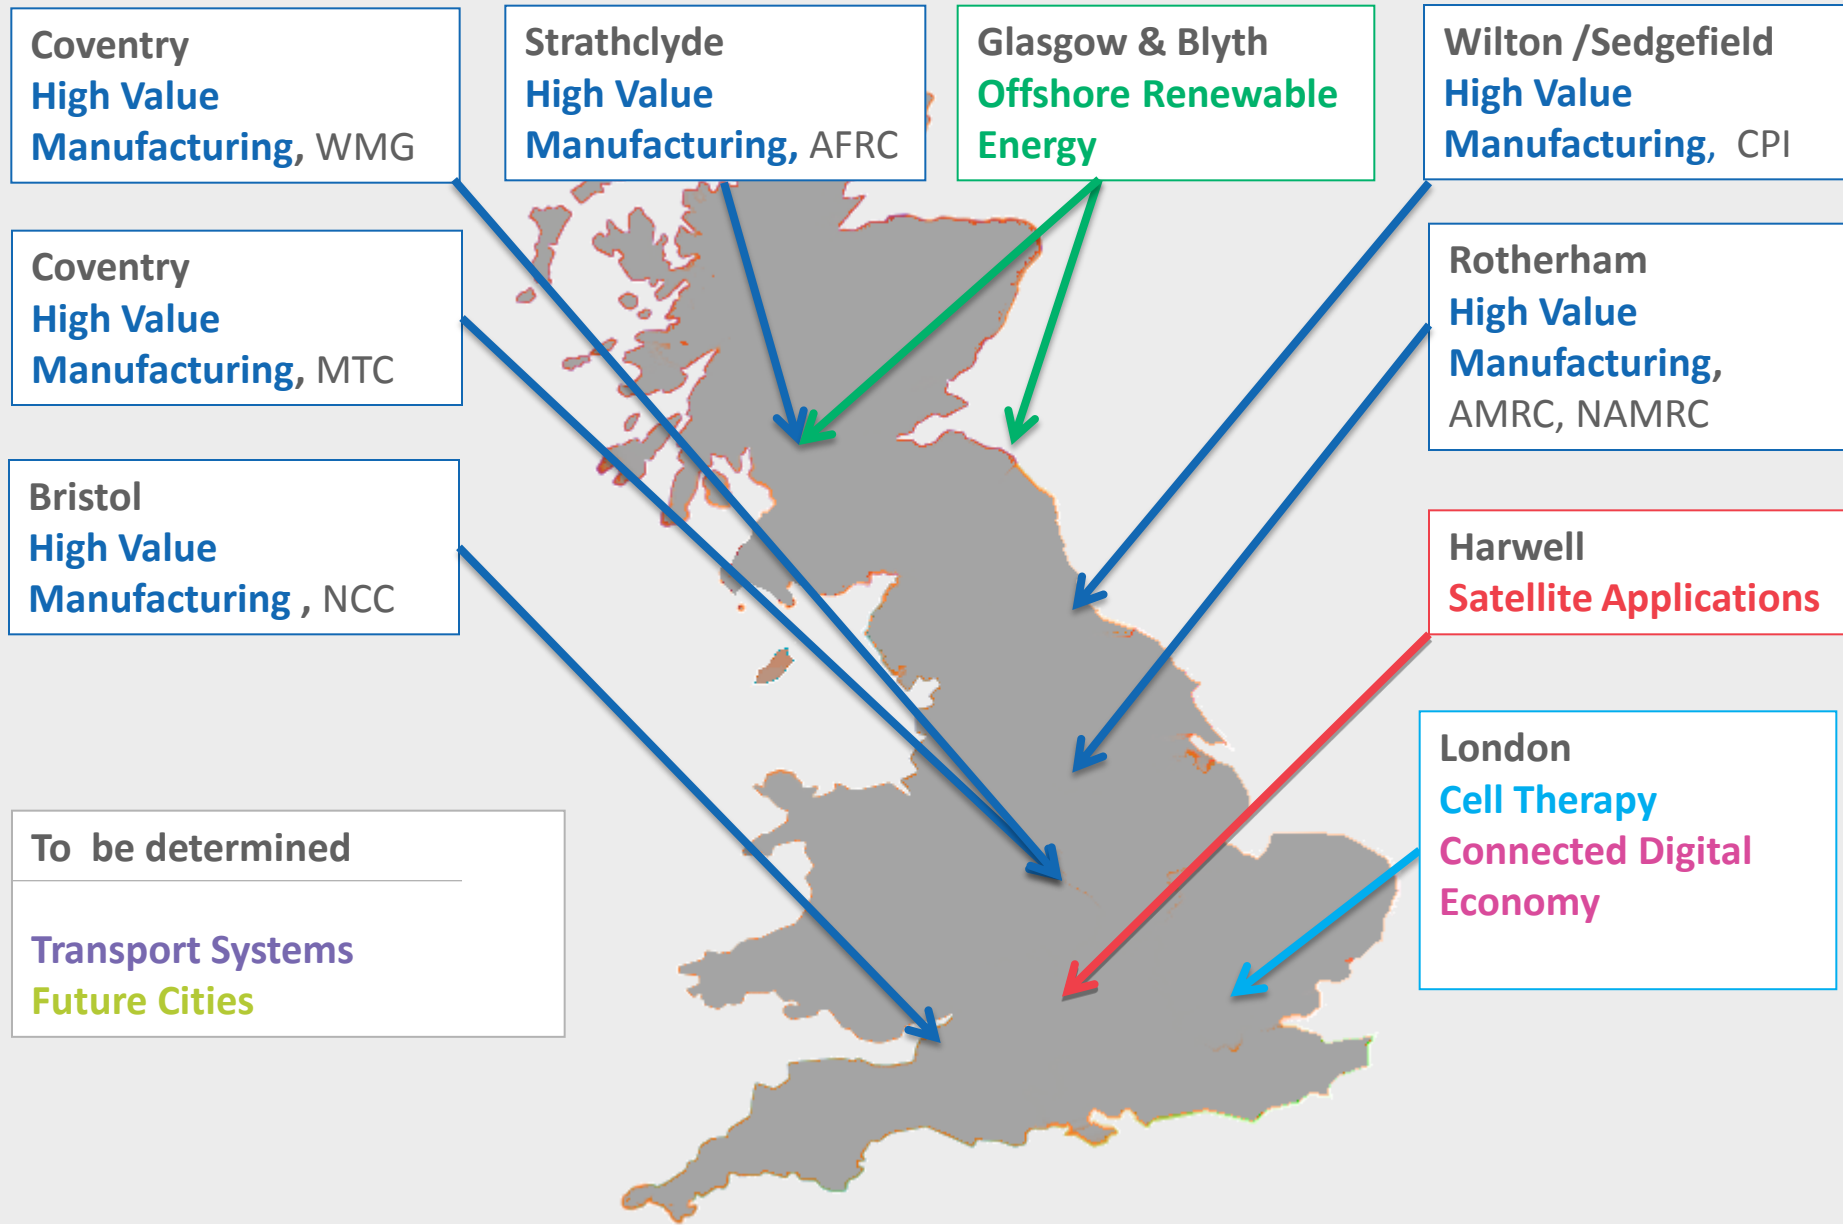 Coventry
High Value
Manufacturing, WMG
Strathclyde
High Value
Manufacturing, AFRC
Glasgow & Blyth
Offshore Renewable
Energy
Wilton /Sedgefield
High Value
Manufacturing, CPI
Coventry
High Value
Manufacturing, MTC
Rotherham
High Value
Manufacturing,
AMRC, NAMRC
Bristol
High Value
Manufacturing , NCC
Harwell
Satellite Applications
London
Cell Therapy
Connected Digital
Economy
To be determined
Transport Systems
Future Cities